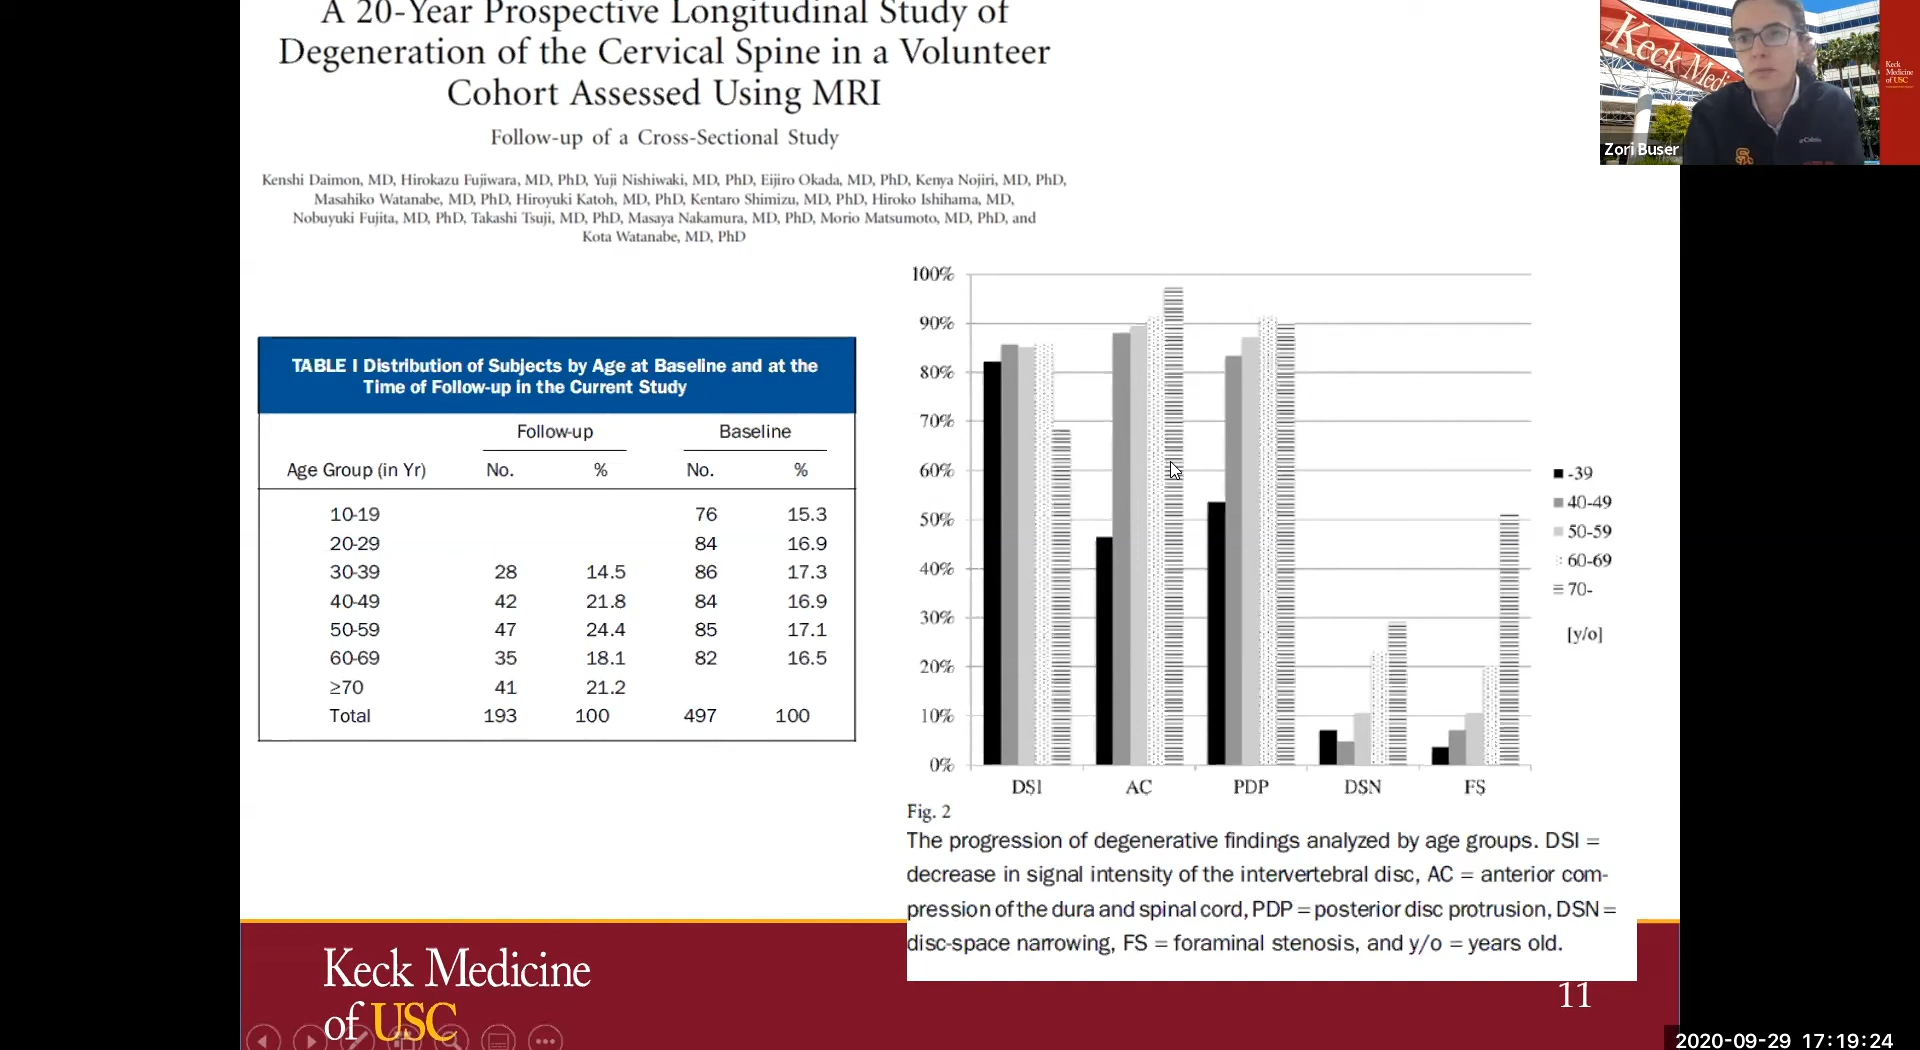 A 20-Year Prospective Longitudinal Study of
Degeneration of the Cervical Spine in a Volunteer
Cohort Assessed Using MRI
Follow-up of a Cross-Sectional Study
Kenshi Daimon, MD, Hirokazu Fujiwara, MD, PhD, Yuji Nishiwaki, MD, PhD, Eijiro Okada, MD, PhD, Kenya Nojiri, MD, PhD,
Masahiko Watanabe, MD, PhD, Hiroyuki Katoh, MD, PhD, Kentaro Shimizu, MD, PhD, Hiroko Ishihama, MD,
Nobuyuki Fujita, MD, PhD, Takashi Tsuji, MD, PhD, Masaya Nakamura, MD, PhD, Morio Matsumoto, MD, PhD, and
Kota Watanabe, MD, PhD
Keck Medi
Keck
Medicine
of USC
Zori Buser
TABLE I Distribution of Subjects by Age at Baseline and at the
Time of Follow-up in the Current Study
Follow-up Baseline
Age Group (in Yr) No. % No. %
10-19 76 15.3
20-29 84 16.9
30-39 28 14.5 86 17.3
40-49 42 21.8 84 16.9
50-59 47 24.4 85 17.1
60-69 35 18.1 82 16.5
≥70 41 21.2
Total 193 100 497 100
100%
90%
80%
70%
60%
50%
40%
30%
20%
10%
0%
DSI AC PDP DSN FS
-39
40-49
50-59
60-69
70-
[y/o]
Fig. 2
The progression of degenerative findings analyzed by age groups. DSI =
decrease in signal intensity of the intervertebral disc, AC = anterior com-
pression of the dura and spinal cord, PDP = posterior disc protrusion, DSN =
disc-space narrowing, FS = foraminal stenosis, and y/o = years old.
Keck Medicine
of USC
11
2020-09-29 17:19:24